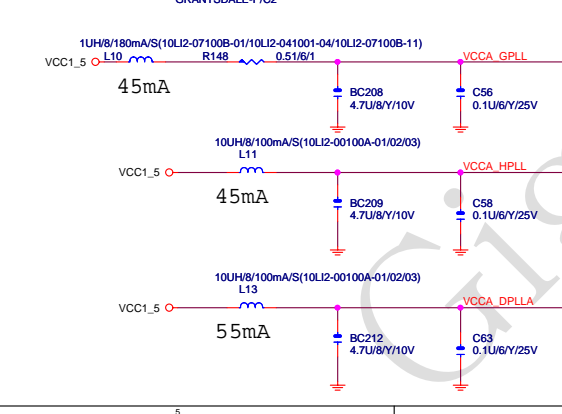 GRANTSDALE-P/G2
1UH/8/180mA/S(10LI2-07100B-01/10LI2-041001-04/10LI2-07100B-11)
VCC1_5 L10 R148 0.51/6/1 VCCA_GPLL
45mA
BC208 C56
4.7U/8/Y/10V 0.1U/6/Y/25V
10UH/8/100mA/S(10LI2-00100A-01/02/03)
L11
VCC1_5 VCCA_HPLL
45mA
BC209 C58
4.7U/8/Y/10V 0.1U/6/Y/25V
10UH/8/100mA/S(10LI2-00100A-01/02/03)
L13
VCC1_5 VCCA_DPLLA
55mA
BC212 C63
4.7U/8/Y/10V 0.1U/6/Y/25V
5
Gig